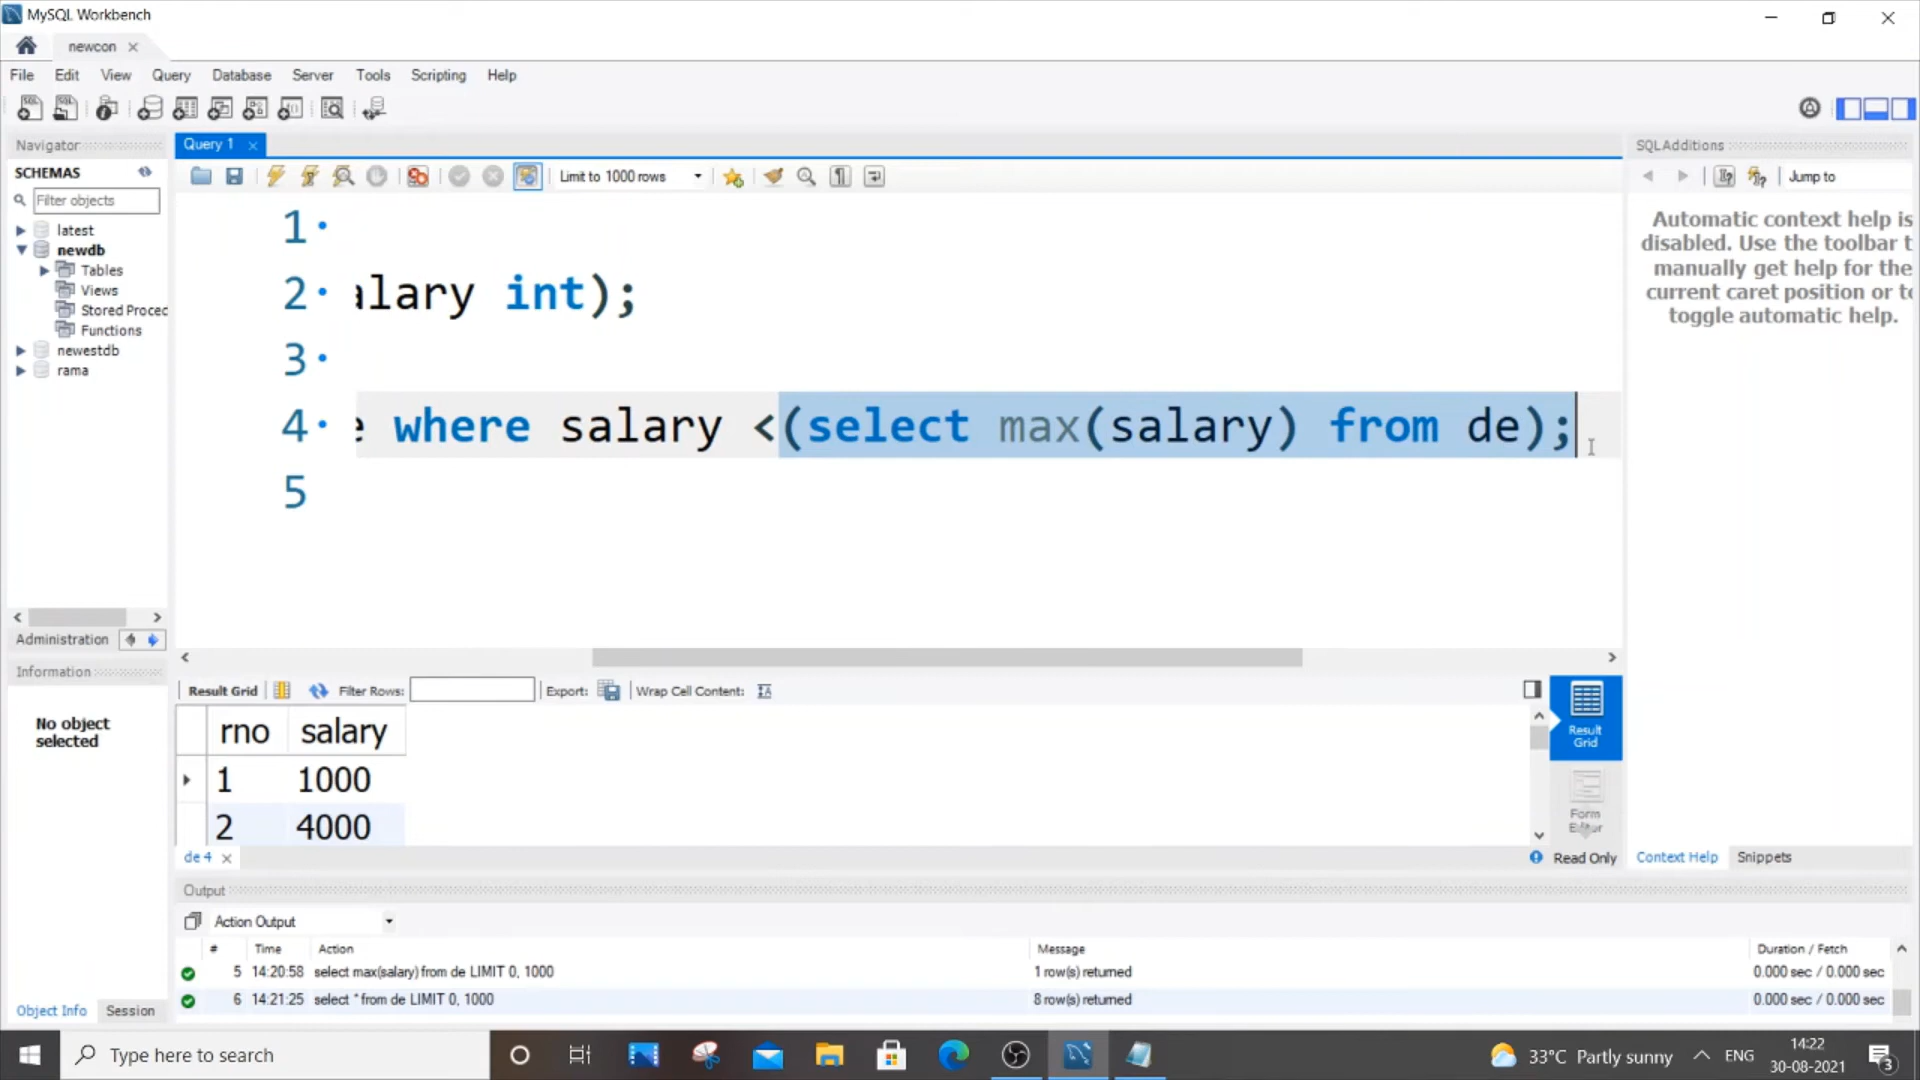 MySQL Workbench
newcon
File Edit View Query Database Server Tools Scripting Help
Navigator
Query 1
SQLAdditions
SCHEMAS
Limit to 1000 rows
Jump to
Filter objects
latest
newdb
Tables
Views
Stored Proced
Functions
newestdb
rama
1
2 alary int);
3
4 e where salary <(select max(salary) from de);
5
Automatic context help is
disabled. Use the toolbar t
manually get help for the
current caret position or to
toggle automatic help.
Administration
Information
No object
selected
Result Grid Filter Rows: Export: Wrap Cell Content:
rno salary
1 1000
2 4000
Result
Grid
Form
Editor
de 4
Read Only
Context Help Snippets
Output
Action Output
# Time Action Message Duration / Fetch
5 14:20:58 select max(salary) from de LIMIT 0, 1000 1 row(s) returned 0.000 sec / 0.000 sec
6 14:21:25 select * from de LIMIT 0, 1000 8 row(s) returned 0.000 sec / 0.000 sec
Object Info Session
Type here to search
33°C Partly sunny
ENG
14:22
30-08-2021
3